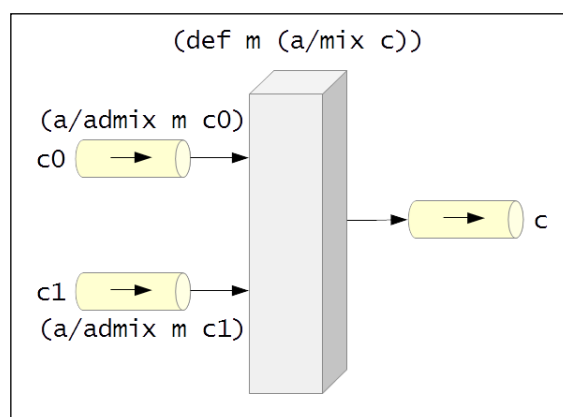 (def m (a/mix c))
(a/admix m c0)
c0
c
c1
(a/admix m c1)